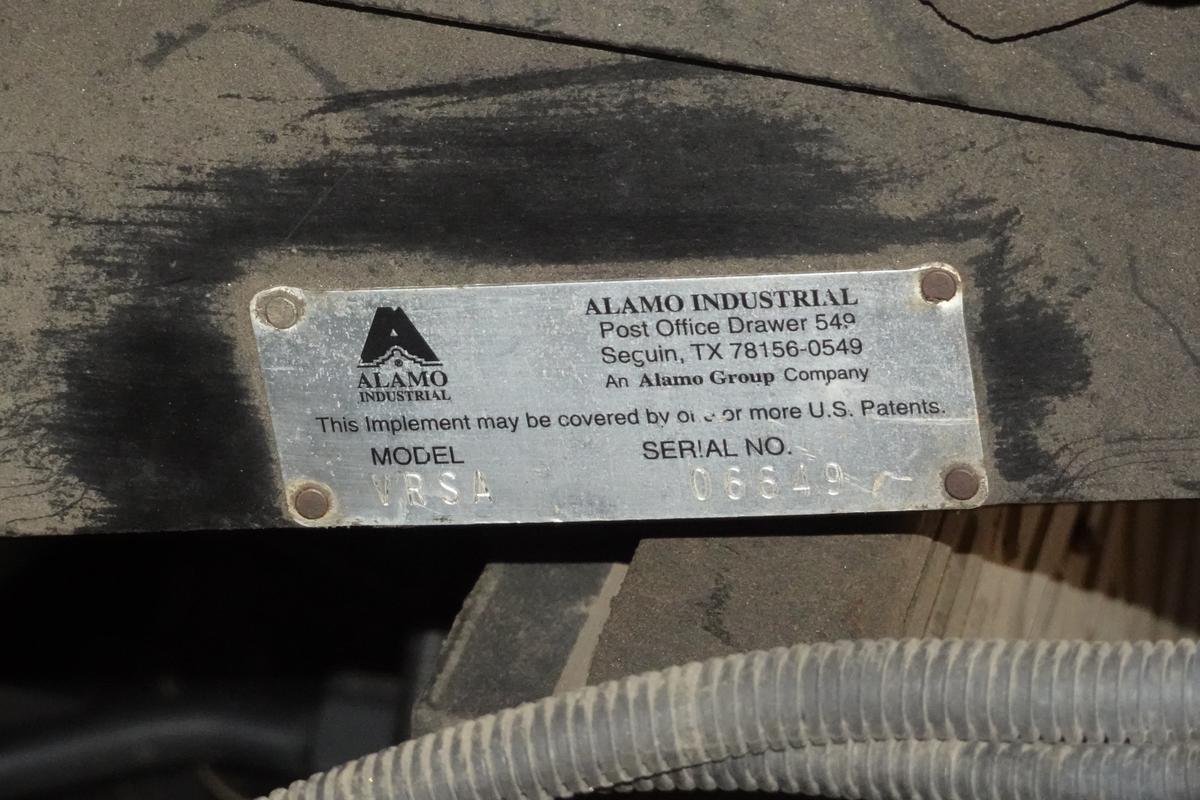 ALAMO
INDUSTRIAL
ALAMO INDUSTRIAL
Post Office Drawer 549
Seguin, TX 78156-0549
An Alamo Group Company
This Implement may be covered by one or more U.S. Patents.
MODEL SERIAL NO.
VRSA 06649